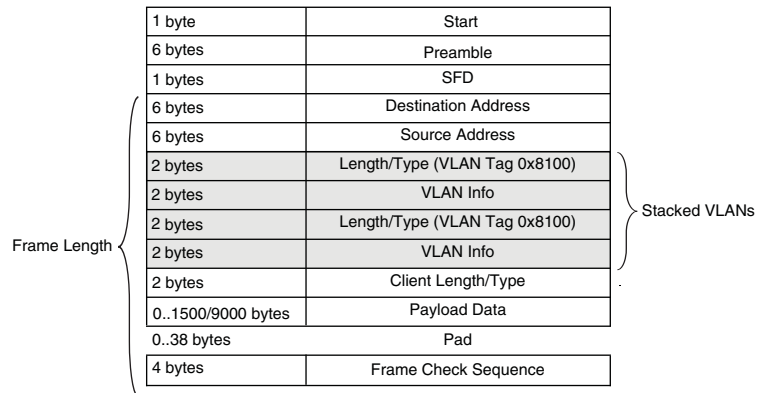 1 byte Start
6 bytes Preamble
1 bytes SFD
6 bytes Destination Address
6 bytes Source Address
2 bytes Length/Type (VLAN Tag 0x8100)
2 bytes VLAN Info
2 bytes Length/Type (VLAN Tag 0x8100)
Stacked VLANs
Frame Length
2 bytes VLAN Info
2 bytes Client Length/Type
0..1500/9000 bytes Payload Data
0..38 bytes Pad
4 bytes Frame Check Sequence